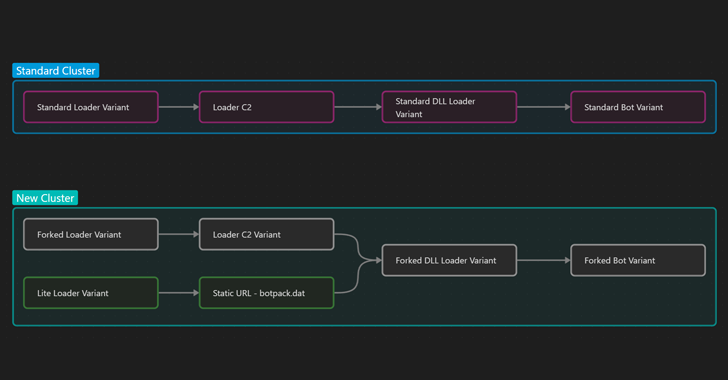 Standard Cluster
Standard Loader Variant
Loader C2
Standard DLL Loader
Variant
Standard Bot Variant
New Cluster
Forked Loader Variant
Loader C2 Variant
Forked DLL Loader Variant
Forked Bot Variant
Lite Loader Variant
Static URL - botpack.dat